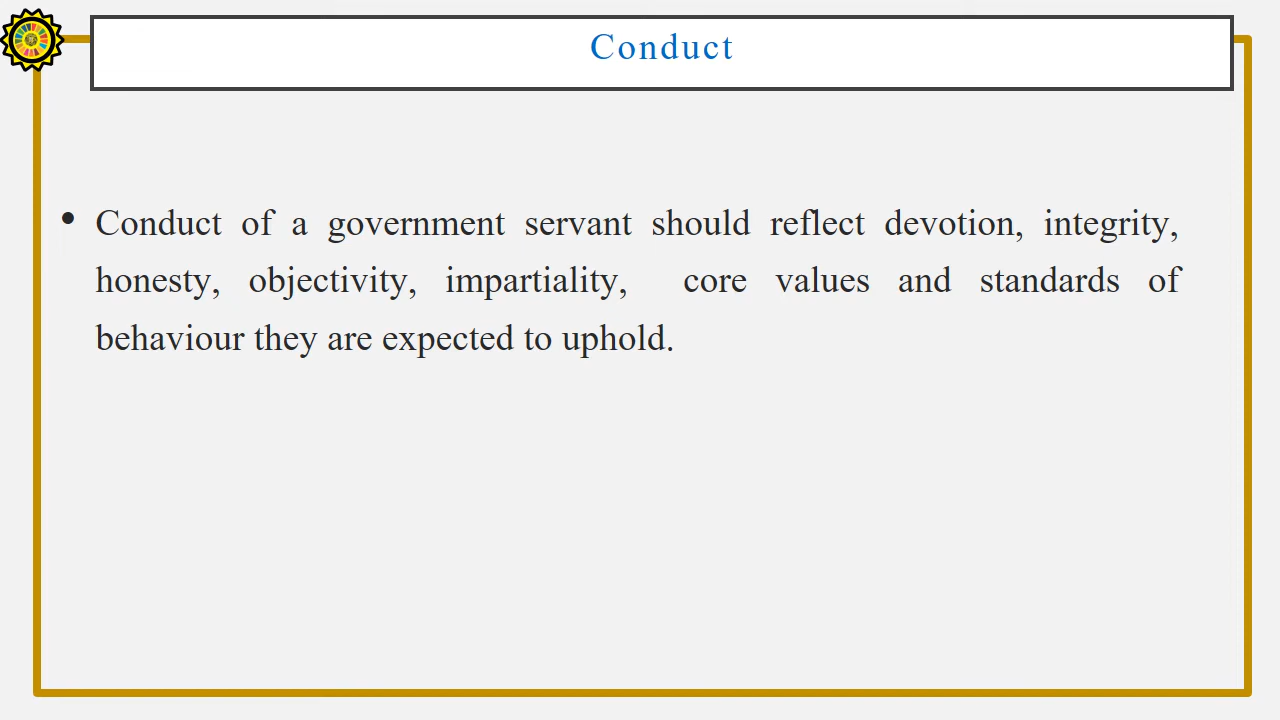 Conduct
• Conduct of a government servant should reflect devotion, integrity,
honesty, objectivity, impartiality, core values and standards of
behaviour they are expected to uphold.